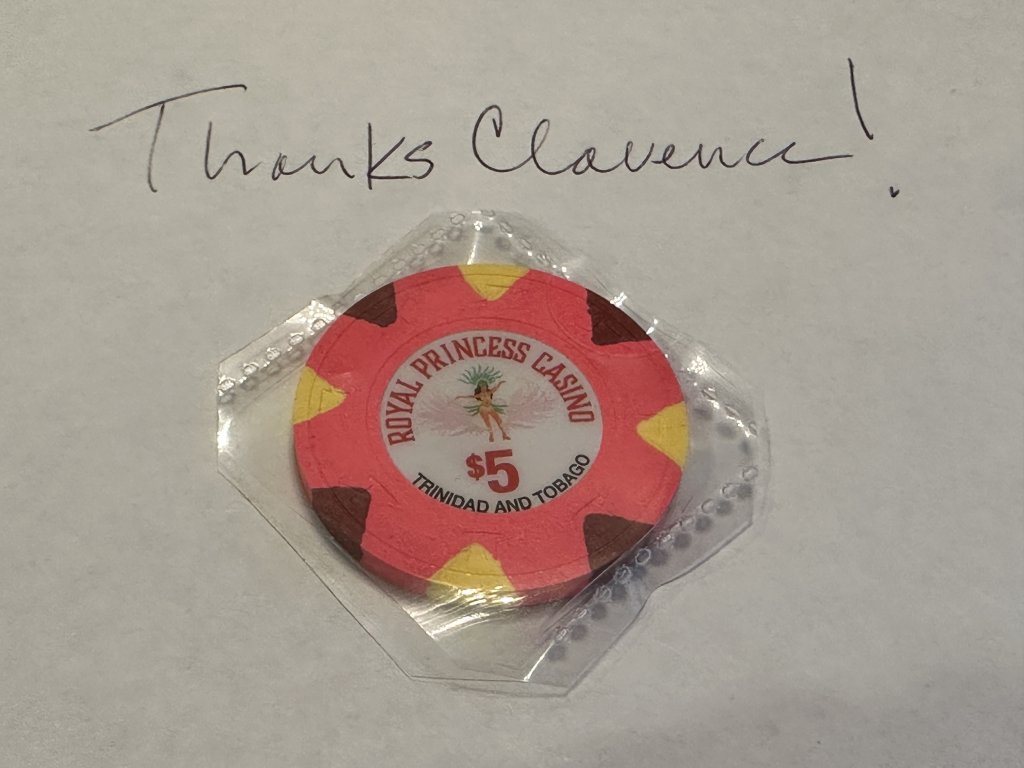 Thanks Clarence!
ROYAL PRINCESS CASINO
$5
TRINIDAD AND TOBAGO